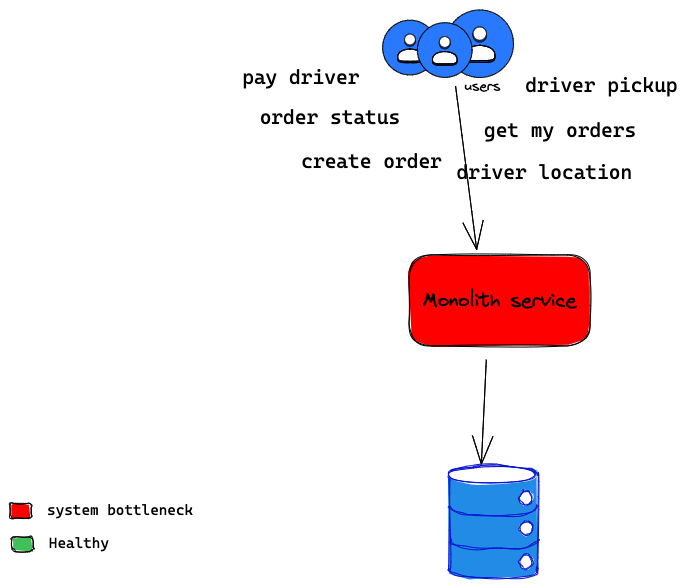 users
pay driver
driver pickup
order status
get my orders
create order
driver location
Monolith service
system bottleneck
Healthy